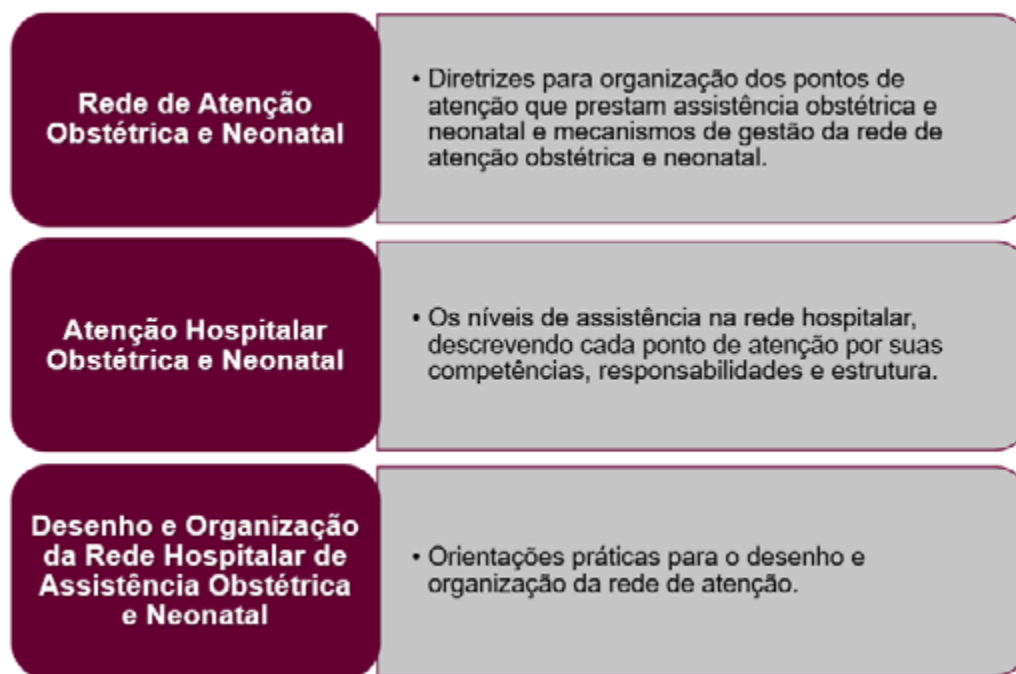 Rede de Atenção
Obstétrica e Neonatal
• Diretrizes para organização dos pontos de
atenção que prestam assistência obstétrica e
neonatal e mecanismos de gestão da rede de
atenção obstétrica e neonatal.
Atenção Hospitalar
Obstétrica e Neonatal
• Os níveis de assistência na rede hospitalar,
descrevendo cada ponto de atenção por suas
competências, responsabilidades e estrutura.
Desenho e Organização
da Rede Hospitalar de
Assistência Obstétrica
e Neonatal
• Orientações práticas para o desenho e
organização da rede de atenção.